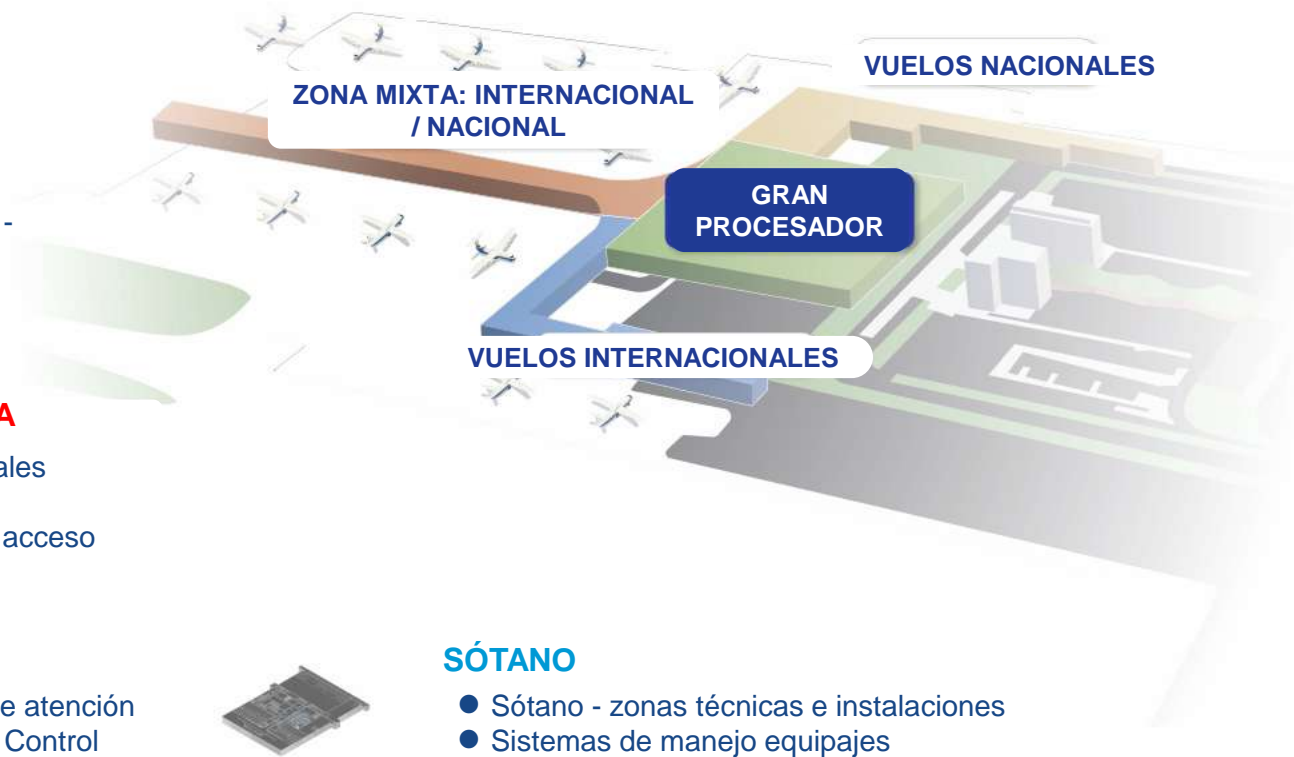 VUELOS NACIONALES
ZONA MIXTA: INTERNACIONAL
/ NACIONAL
GRAN
PROCESADOR
-
VUELOS INTERNACIONALES
A
ales
acceso
SÓTANO
e atención
Control
● Sótano - zonas técnicas e instalaciones
● Sistemas de manejo equipajes